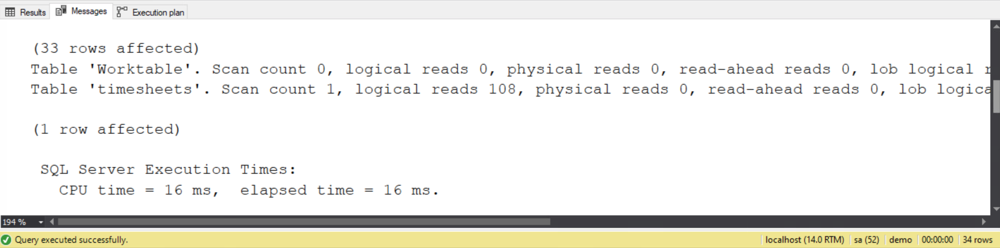 Results Messages Execution plan
(33 rows affected)
Table 'Worktable'. Scan count 0, logical reads 0, physical reads 0, read-ahead reads 0, lob logical
Table 'timesheets'. Scan count 1, logical reads 108, physical reads 0, read-ahead reads 0, lob logica
(1 row affected)
SQL Server Execution Times:
CPU time = 16 ms, elapsed time = 16 ms.
194 %
Query executed successfully. localhost (14.0 RTM) sa (52) demo 00:00:00 34 rows